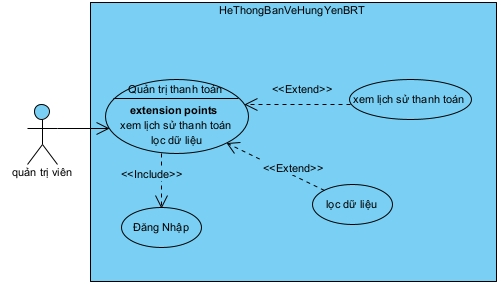 HeThongBanVeHungYenBRT
Quản trị thanh toán
extension points
xem lịch sử thanh toán
lọc dữ liệu
<<Extend>>
xem lịch sử thanh toán
quản trị viên
<<Include>>
<<Extend>>
lọc dữ liệu
Đăng Nhập